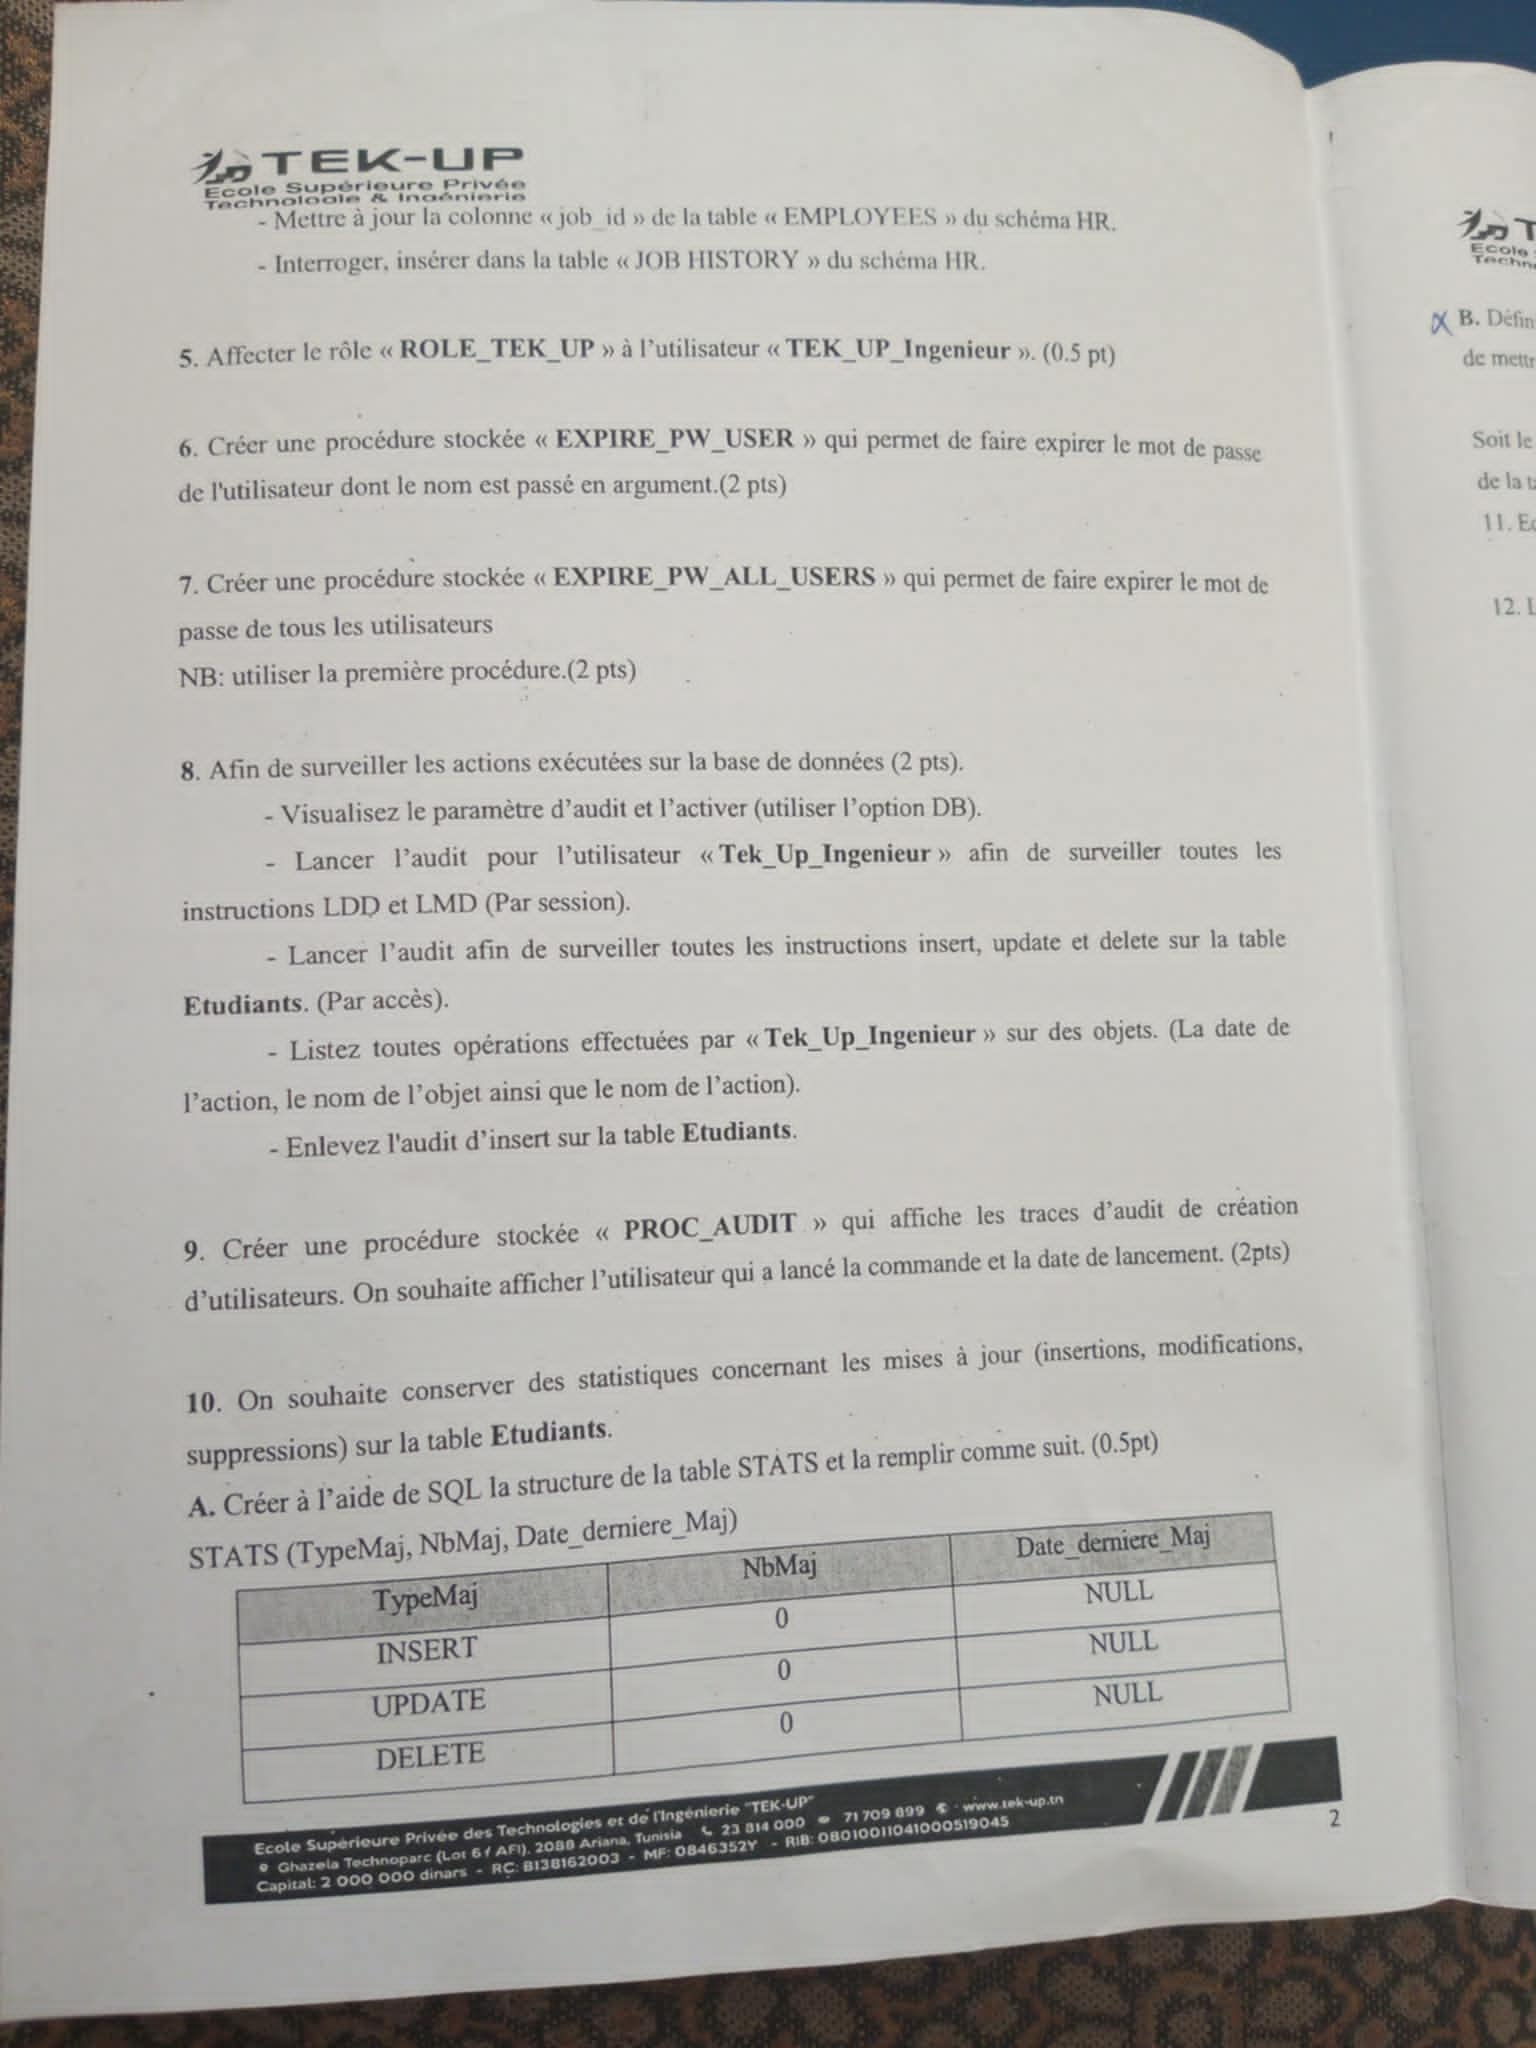 TEK-UP
Ecole Supérieure Privée
Technologie & Ingénierie
- Mettre à jour la colonne « job_id » de la table « EMPLOYEES » du schéma HR.
- Interroger, insérer dans la table « JOB HISTORY » du schéma HR.
5. Affecter le rôle « ROLE_TEK_UP » à l'utilisateur « TEK_UP_Ingenieur ». (0.5 pt)
6. Créer une procédure stockée « EXPIRE_PW_USER » qui permet de faire expirer le mot de passe
de l'utilisateur dont le nom est passé en argument.(2 pts)
7. Créer une procédure stockée « EXPIRE_PW_ALL_USERS » qui permet de faire expirer le mot de
passe de tous les utilisateurs
NB: utiliser la première procédure.(2 pts)
8. Afin de surveiller les actions exécutées sur la base de données (2 pts).
- Visualisez le paramètre d'audit et l'activer (utiliser l'option DB).
- Lancer l'audit pour l'utilisateur « Tek_Up_Ingenieur » afin de surveiller toutes les
instructions LDD et LMD (Par session).
- Lancer l'audit afin de surveiller toutes les instructions insert, update et delete sur la table
Etudiants. (Par accès).
- Listez toutes opérations effectuées par « Tek_Up_Ingenieur » sur des objets. (La date de
l'action, le nom de l'objet ainsi que le nom de l'action).
- Enlevez l'audit d'insert sur la table Etudiants.
9. Créer une procédure stockée « PROC_AUDIT » qui affiche les traces d'audit de création
d'utilisateurs. On souhaite afficher l'utilisateur qui a lancé la commande et la date de lancement. (2pts)
10. On souhaite conserver des statistiques concernant les mises à jour (insertions, modifications,
suppressions) sur la table Etudiants.
A. Créer à l'aide de SQL la structure de la table STATS et la remplir comme suit. (0.5pt)
STATS (TypeMaj, NbMaj, Date_derniere_Maj)
TypeMaj NbMaj Date_derniere_Maj
INSERT 0 NULL
UPDATE 0 NULL
DELETE 0 NULL
Ecole Supérieure Privée des Technologies et de l'Ingénierie "TEK-UP"
Ghazela Technoparc (Lot 6 / AFI), 2088 Ariana, Tunisia 23 814 000 71 709 899 www.tek-up.tn
Capital: 2 000 000 dinars - RC: B138162003 - MF: 0846352Y - RIB: 08010011041000519045
2
B. Défin
de mettr
Soit le
de la t
11. Ec
12. L